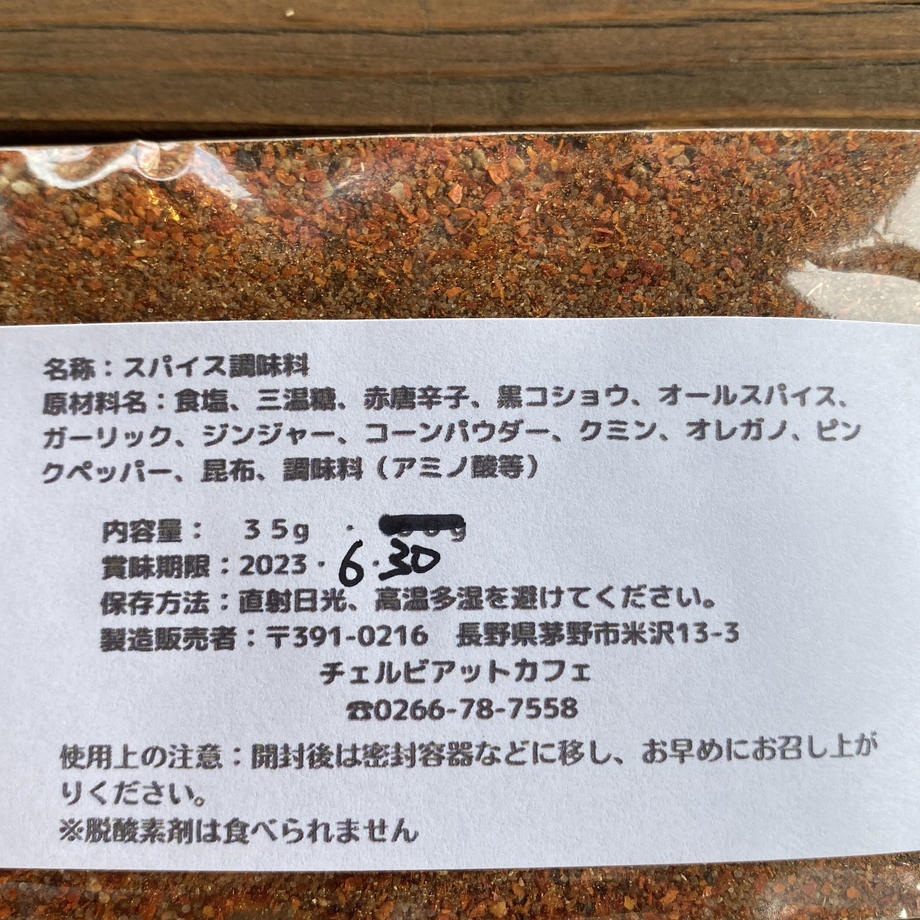 名称：スパイス調味料
原材料名：食塩、三温糖、赤唐辛子、黒コショウ、オールスパイス、
ガーリック、ジンジャー、コーンパウダー、クミン、オレガノ、ピン
クペッパー、昆布、調味料（アミノ酸等）
内容量：　３５g　・
賞味期限：2023・6・30
保存方法：直射日光、高温多湿を避けてください。
製造販売者：〒391-0216　長野県茅野市米沢13-3
チェルビアットカフェ
☎0266-78-7558
使用上の注意：開封後は密封容器などに移し、お早めにお召し上が
りください。
※脱酸素剤は食べられません